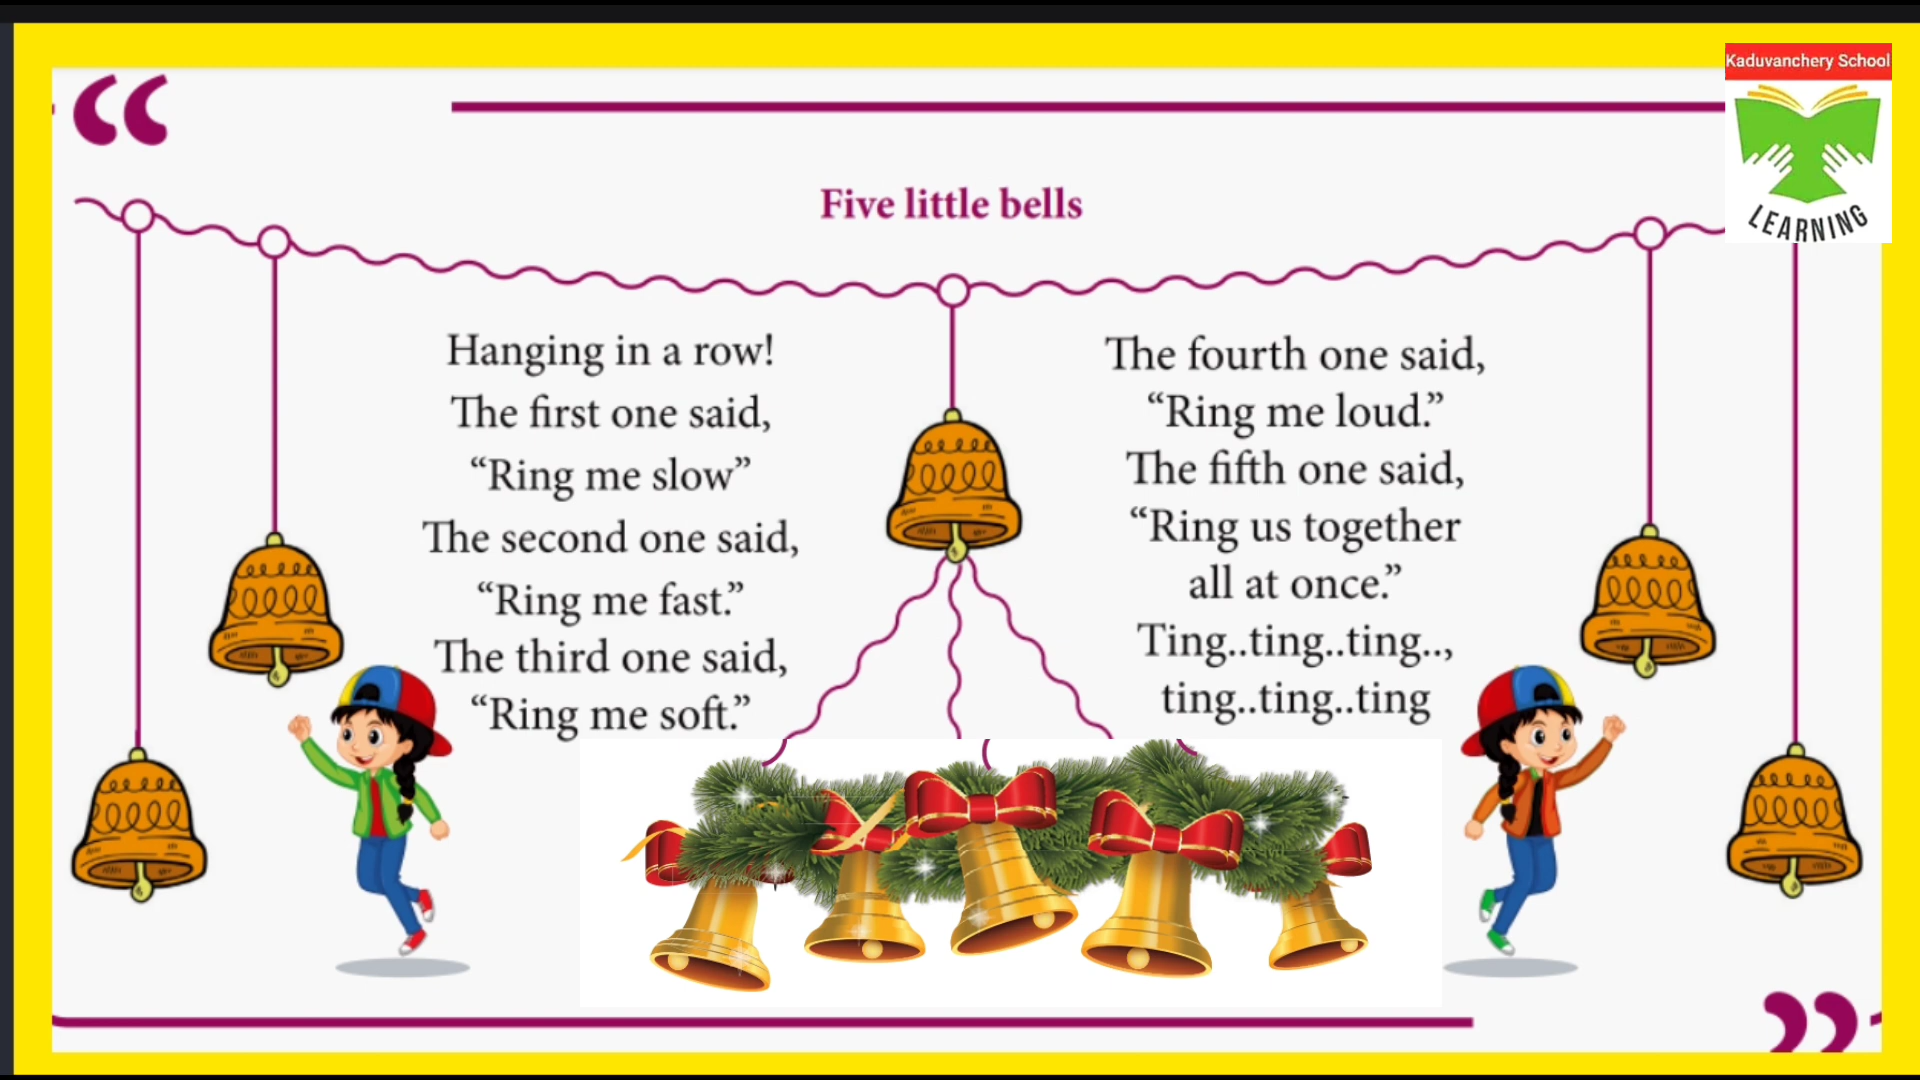 Kaduvanchery School
LEARNING
Five little bells
Hanging in a row!
The first one said,
“Ring me slow”
The second one said,
“Ring me fast.”
The third one said,
“Ring me soft.”
The fourth one said,
“Ring me loud.”
The fifth one said,
“Ring us together
all at once.”
Ting..ting..ting..,
ting..ting..ting